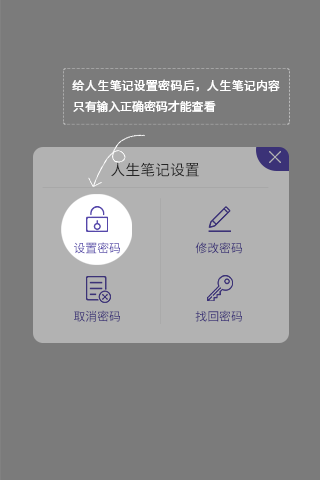 给人生笔记设置密码后，人生笔记内容
只有输入正确密码才能查看
人生笔记设置
设置密码
修改密码
取消密码
找回密码